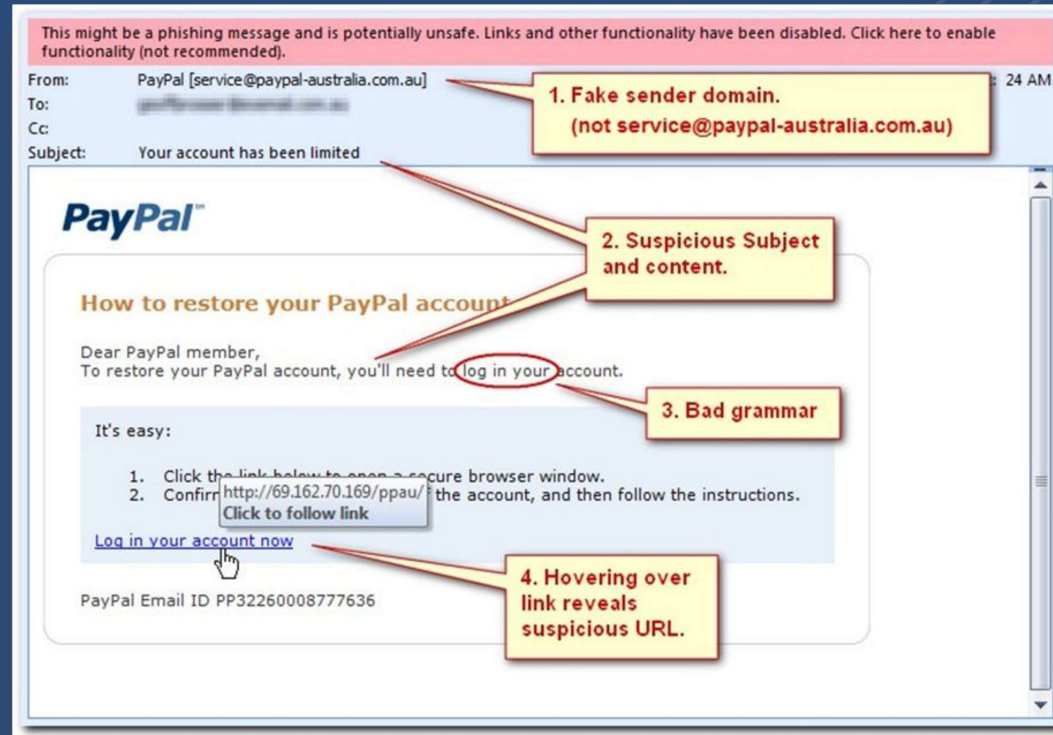 This might be a phishing message and is potentially unsafe. Links and other functionality have been disabled. Click here to enable
functionality (not recommended).
From: PayPal [service@paypal-australia.com.au]
24 AM
To:
Cc:
Subject: Your account has been limited
1. Fake sender domain.
(not service@paypal-australia.com.au)
PayPal™
2. Suspicious Subject
and content.
How to restore your PayPal account
Dear PayPal member,
To restore your PayPal account, you'll need to log in your account.
3. Bad grammar
It's easy:
1. Click the link below to open a secure browser window.
2. Confirm the account, and then follow the instructions.
http://69.162.70.169/ppau/
Click to follow link
Log in your account now
4. Hovering over
link reveals
suspicious URL.
PayPal Email ID PP32260008777636